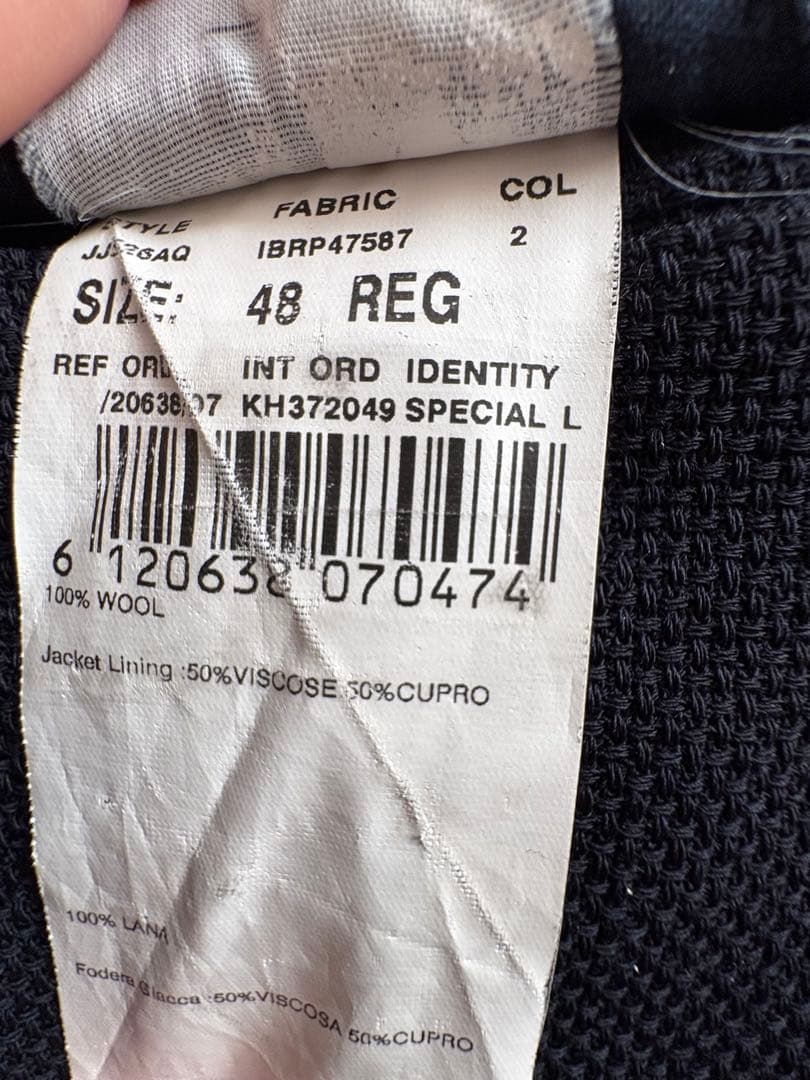 STYLE FABRIC COL
IBRP47587 2
SIZE: 48 REG
REF ORD INT ORD IDENTITY
/20638/07 KH372049 SPECIAL L
6 120638 070474
100% WOOL
Jacket Lining :50%VISCOSE 50%CUPRO
100% LANA
Fodera Giacca :50%VISCOSA 50%CUPRO